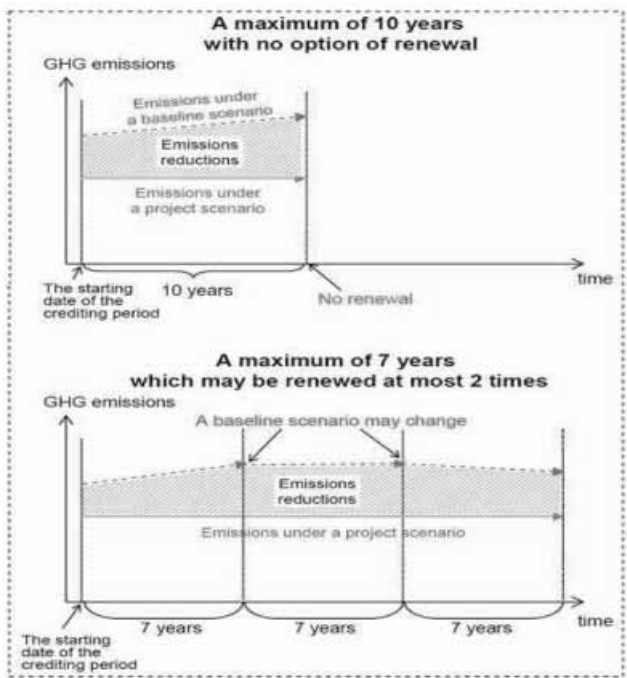 A maximum of 10 years
with no option of renewal
GHG emissions
Emissions under
a baseline scenario
Emissions
reductions
Emissions under
a project scenario
The starting
date of the
crediting period
10 years
No renewal
time
A maximum of 7 years
which may be renewed at most 2 times
GHG emissions
A baseline scenario may change
Emissions
reductions
Emissions under a project scenario
The starting
date of the
crediting period
7 years
7 years
7 years
time